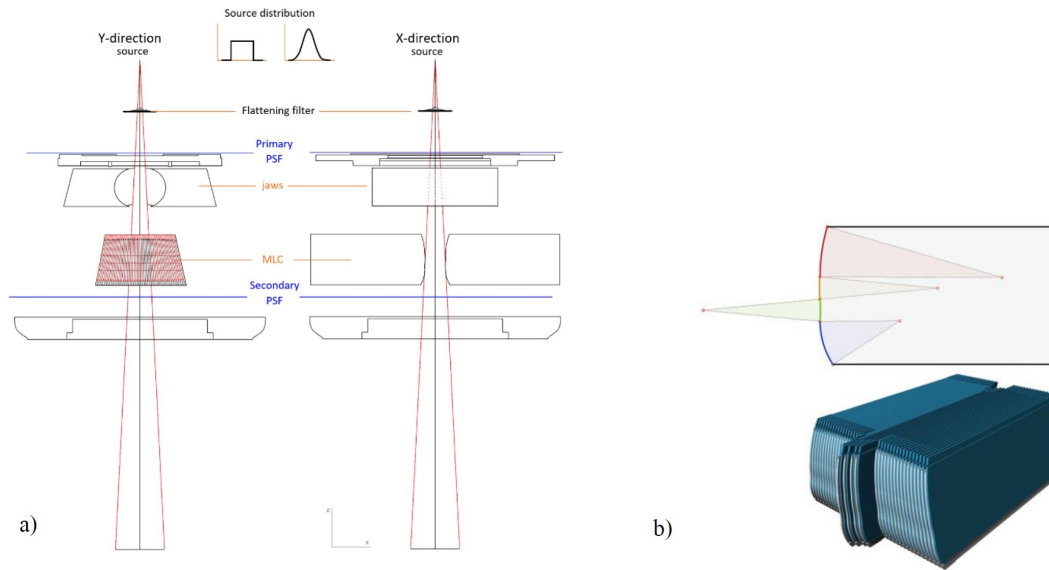 Source distribution
Y-direction
source
X-direction
source
Flattening filter
Primary
PSF
jaws
MLC
Secondary
PSF
a)
z
x
b)